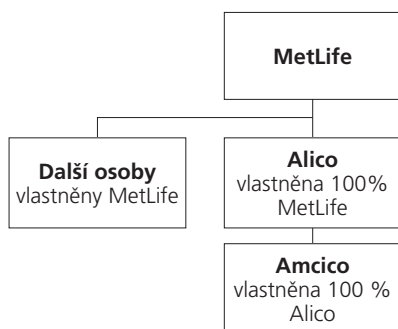 MetLife
Další osoby
vlastněny MetLife
Alico
vlastněna 100%
MetLife
Amcico
vlastněna 100 %
Alico